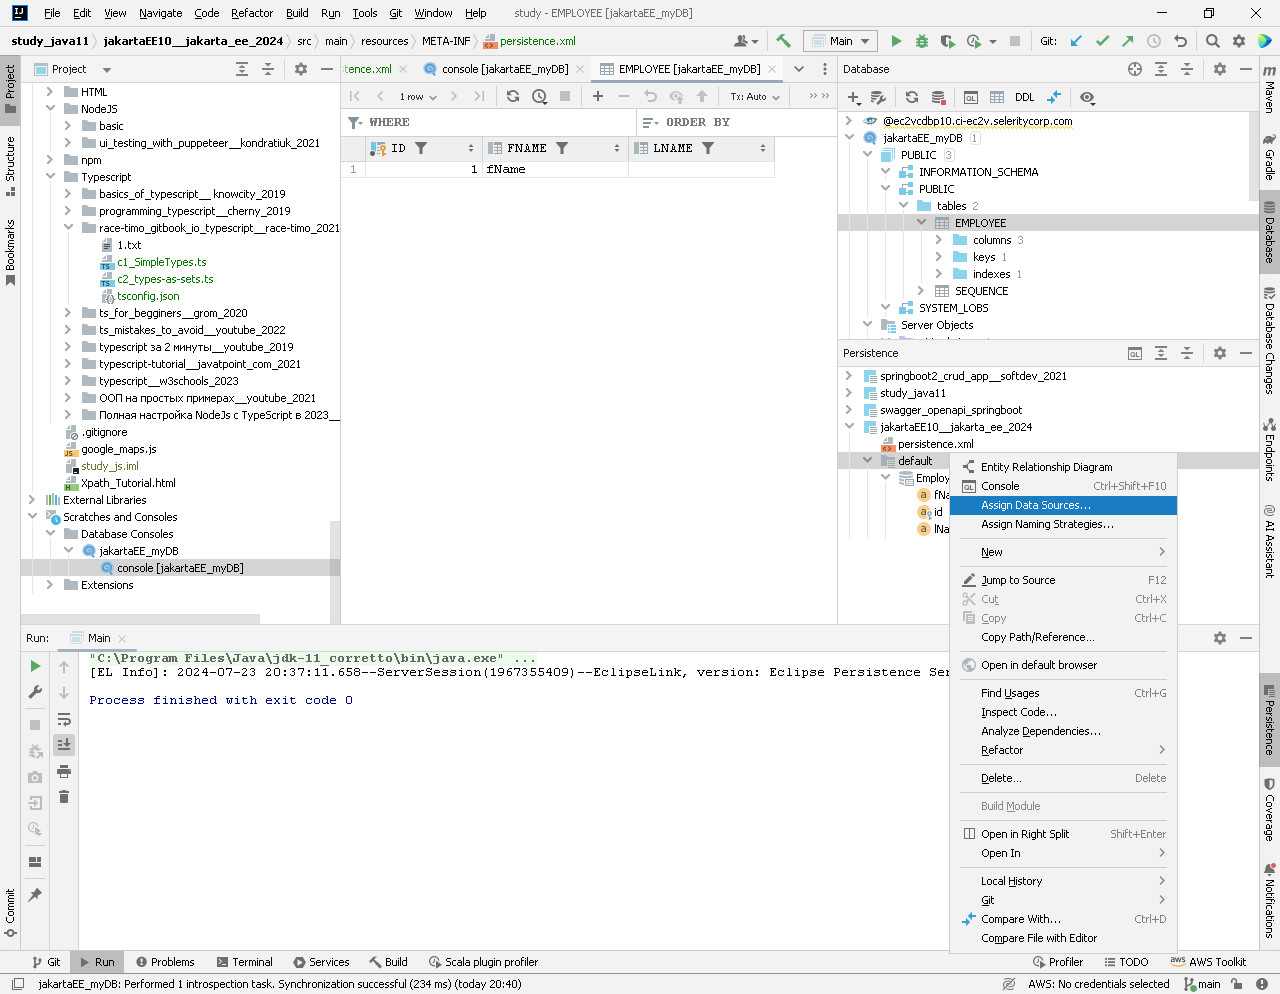 File Edit View Navigate Code Refactor Build Run Tools Git Window Help study - EMPLOYEE [jakartaEE_myDB]
study_java11 jakartaEE10__jakarta_ee_2024 src main resources META-INF persistence.xml Main Git:
Project
Structure
Bookmarks
Commit
Project
HTML
NodeJS
basic
ui_testing_with_puppeteer__kondratiuk_2021
npm
Typescript
basics_of_typescript__knowcity_2019
programming_typescript__cherny_2019
race-timo_gitbook_io_typescript__race-timo_2021
1.txt
c1_SimpleTypes.ts
c2_types-as-sets.ts
tsconfig.json
ts_for_begginers__grom_2020
ts_mistakes_to_avoid__youtube_2022
typescript за 2 минуты__youtube_2019
typescript-tutorial__javatpoint_com_2021
typescript__w3schools_2023
ООП на простых примерах__youtube_2021
Полная настройка NodeJs с TypeScript в 2023__
.gitignore
google_maps.js
study_js.iml
Xpath_Tutorial.html
External Libraries
Scratches and Consoles
Database Consoles
jakartaEE_myDB
console [jakartaEE_myDB]
Extensions
tence.xml console [jakartaEE_myDB] EMPLOYEE [jakartaEE_myDB]
1 row Tx: Auto
WHERE ORDER BY
ID FNAME LNAME
1 1 fName
Database
DDL
@ec2vcdbp10.ci-ec2v.seleritycorp.com
jakartaEE_myDB 1
PUBLIC 3
INFORMATION_SCHEMA
PUBLIC
tables 2
EMPLOYEE
columns 3
keys 1
indexes 1
SEQUENCE
SYSTEM_LOBS
Server Objects
Persistence
springboot2_crud_app__softdev_2021
study_java11
swagger_openapi_springboot
jakartaEE10__jakarta_ee_2024
persistence.xml
default
Employ
fNa
id
lNa
Entity Relationship Diagram
Console Ctrl+Shift+F10
Assign Data Sources...
Assign Naming Strategies...
New
Jump to Source F12
Cut Ctrl+X
Copy Ctrl+C
Copy Path/Reference...
Open in default browser
Find Usages Ctrl+G
Inspect Code...
Analyze Dependencies...
Refactor
Delete... Delete
Build Module
Open in Right Split Shift+Enter
Open In
Local History
Git
Compare With... Ctrl+D
Compare File with Editor
Maven
Gradle
Database
Database Changes
Endpoints
AI Assistant
Persistence
Coverage
Notifications
Run: Main
"C:\Program Files\Java\jdk-11_corretto\bin\java.exe" ...
[EL Info]: 2024-07-23 20:37:11.658--ServerSession(1967355409)--EclipseLink, version: Eclipse Persistence Ser
Process finished with exit code 0
Git Run Problems Terminal Services Build Scala plugin profiler Profiler TODO aws AWS Toolkit
jakartaEE_myDB: Performed 1 introspection task. Synchronization successful (234 ms) (today 20:40) AWS: No credentials selected main